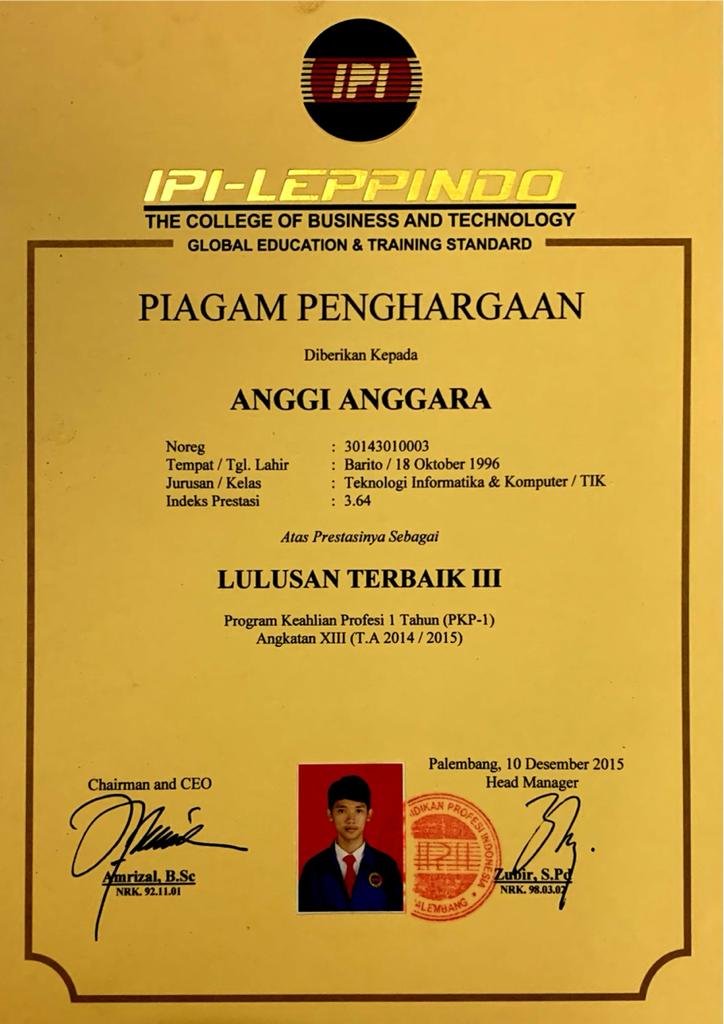 IPI
IPI-LEPPINDO
THE COLLEGE OF BUSINESS AND TECHNOLOGY
GLOBAL EDUCATION & TRAINING STANDARD
PIAGAM PENGHARGAAN
Diberikan Kepada
ANGGI ANGGARA
Noreg : 30143010003
Tempat / Tgl. Lahir : Barito / 18 Oktober 1996
Jurusan / Kelas : Teknologi Informatika & Komputer / TIK
Indeks Prestasi : 3.64
Atas Prestasinya Sebagai
LULUSAN TERBAIK III
Program Keahlian Profesi 1 Tahun (PKP-1)
Angkatan XIII (T.A 2014 / 2015)
Palembang, 10 Desember 2015
Chairman and CEO
Head Manager
DIKAN PROFESI INDONESIA
IPI
ALEMBANG
Amrizal, B.Sc
NRK. 92.11.01
Zubir, S.Pd
NRK. 98.03.02